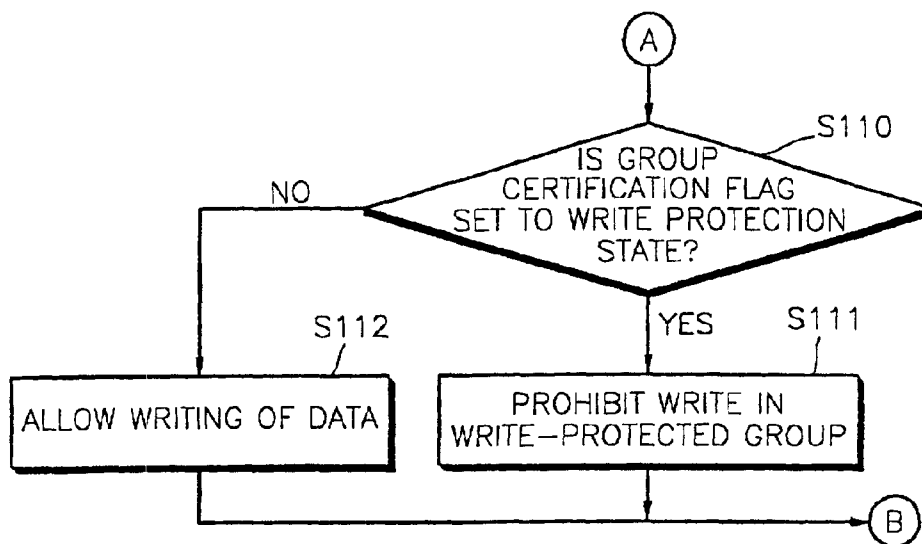 A
S110
IS GROUP
CERTIFICATION FLAG
SET TO WRITE PROTECTION
STATE?
NO
YES
S112
S111
ALLOW WRITING OF DATA
PROHIBIT WRITE IN
WRITE-PROTECTED GROUP
B